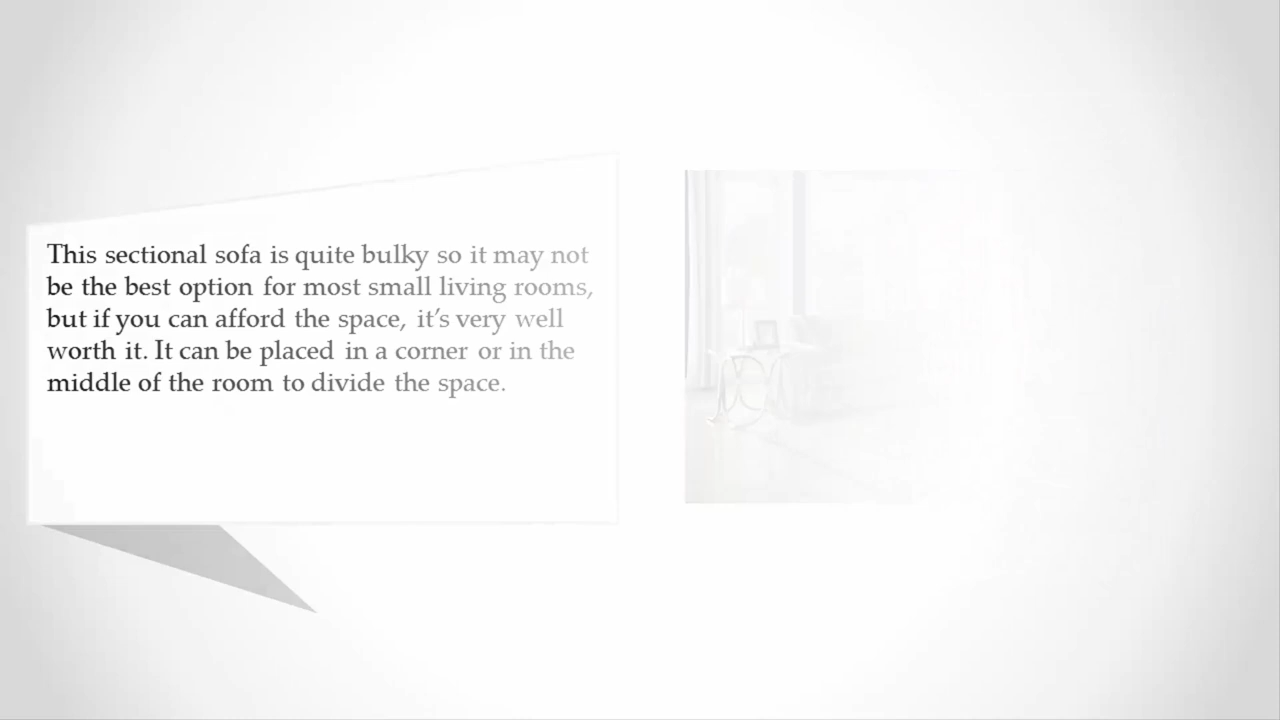 This sectional sofa is quite bulky so it may not
be the best option for most small living rooms,
but if you can afford the space, it’s very well
worth it. It can be placed in a corner or in the
middle of the room to divide the space.